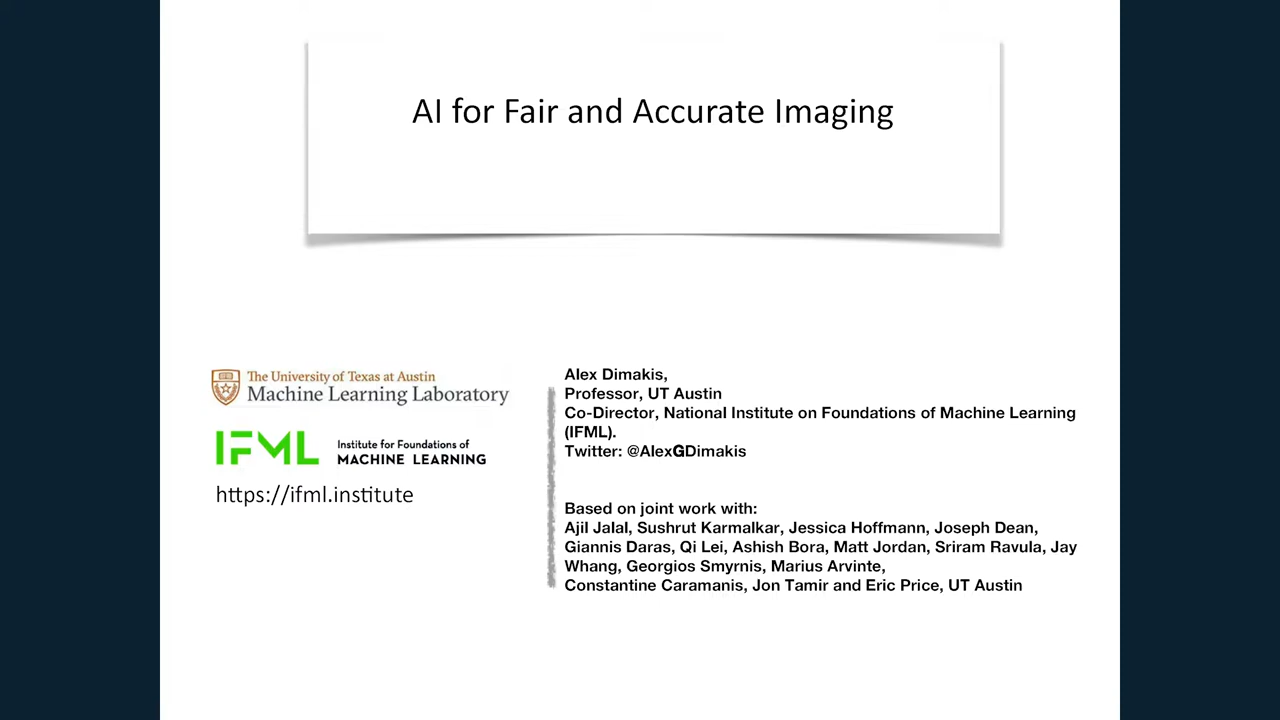 AI for Fair and Accurate Imaging
The University of Texas at Austin
Machine Learning Laboratory
IFML
Institute for Foundations of
MACHINE LEARNING
https://ifml.institute
Alex Dimakis,
Professor, UT Austin
Co-Director, National Institute on Foundations of Machine Learning
(IFML).
Twitter: @AlexGDimakis
Based on joint work with:
Ajil Jalal, Sushrut Karmalkar, Jessica Hoffmann, Joseph Dean,
Giannis Daras, Qi Lei, Ashish Bora, Matt Jordan, Sriram Ravula, Jay
Whang, Georgios Smyrnis, Marius Arvinte,
Constantine Caramanis, Jon Tamir and Eric Price, UT Austin